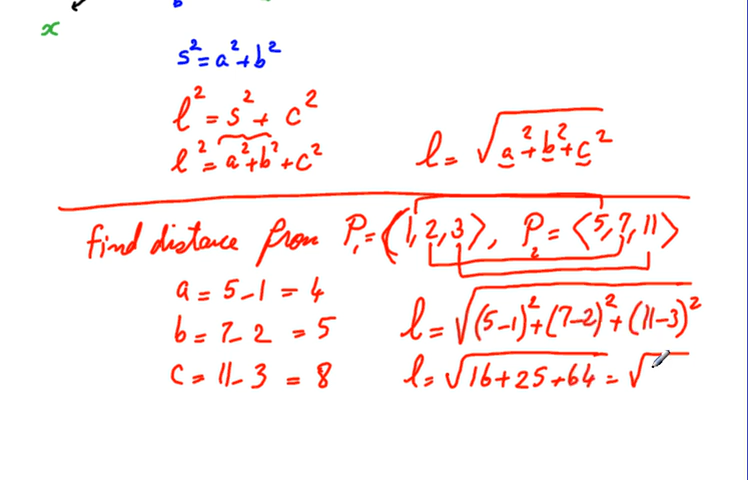 x
s²=a²+b²
l²=s²+c²
l²=a²+b²+c²
l=√a²+b²+c²
find distance from P₁=⟨1,2,3⟩, P₂=⟨5,7,11⟩
a=5-1=4
b=7-2=5
c=11-3=8
l=√(5-1)²+(7-2)²+(11-3)²
l=√16+25+64=√